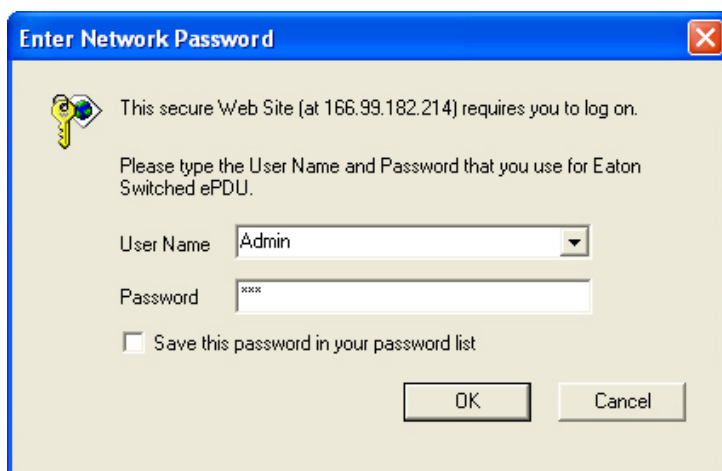 Enter Network Password
This secure Web Site (at 166.99.182.214) requires you to log on.
Please type the User Name and Password that you use for Eaton
Switched ePDU.
User Name
Admin
Password
***
Save this password in your password list
OK
Cancel